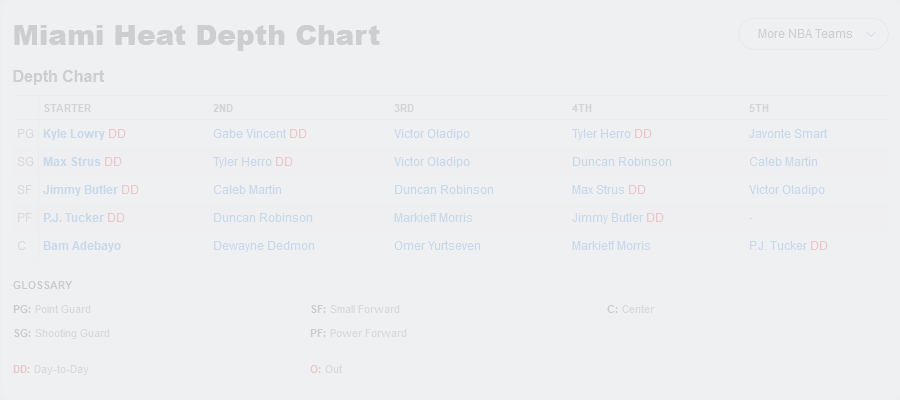 Miami Heat Depth Chart
More NBA Teams
Depth Chart
STARTER 2ND 3RD 4TH 5TH
PG Kyle Lowry DD Gabe Vincent DD Victor Oladipo Tyler Herro DD Javonte Smart
SG Max Strus DD Tyler Herro DD Victor Oladipo Duncan Robinson Caleb Martin
SF Jimmy Butler DD Caleb Martin Duncan Robinson Max Strus DD Victor Oladipo
PF P.J. Tucker DD Duncan Robinson Markieff Morris Jimmy Butler DD -
C Bam Adebayo Dewayne Dedmon Omer Yurtseven Markieff Morris P.J. Tucker DD
GLOSSARY
PG: Point Guard SF: Small Forward C: Center
SG: Shooting Guard PF: Power Forward
DD: Day-to-Day O: Out